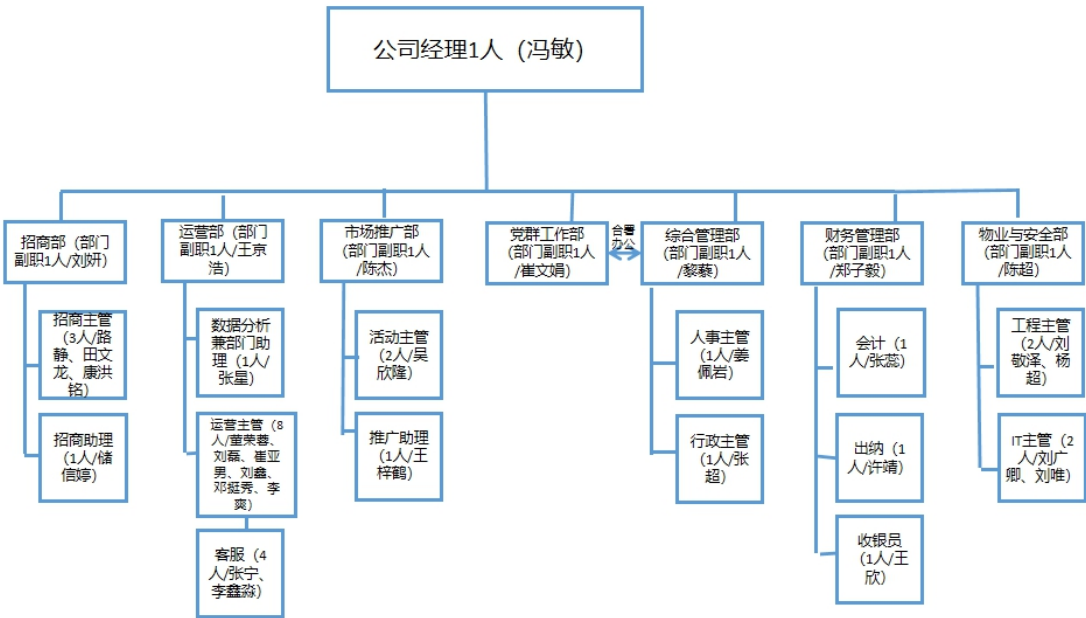 公司经理1人（冯敏）
招商部（部门
副职1人/刘妍）
运营部（部门
副职1人/王京
浩）
市场推广部
（部门副职1人
/陈杰）
党群工作部
（部门副职1人
/崔文娟）
合署
办公
综合管理部
（部门副职1人
/黎蓁）
财务管理部
（部门副职1人
/郑子毅）
物业与安全部
（部门副职1人
/陈超）
招商主管
（3人/路
静、田文
龙、康洪
铭）
招商助理
（1人/储
信婷）
数据分析
兼部门助
理（1人/
张星）
运营主管（8
人/董荣蓉、
刘磊、崔亚
男、刘鑫、
邓挺秀、李
爽）
客服（4
人/张宁、
李鑫淼）
活动主管
（2人/吴
欣隆）
推广助理
（1人/王
梓鹤）
人事主管
（1人/姜
佩岩）
行政主管
（1人/张
超）
会计（1
人/张蕊）
出纳（1
人/许靖）
收银员
（1人/王
欣）
工程主管
（2人/刘
敬泽、杨
超）
IT主管（2
人/刘广
卿、刘唯）